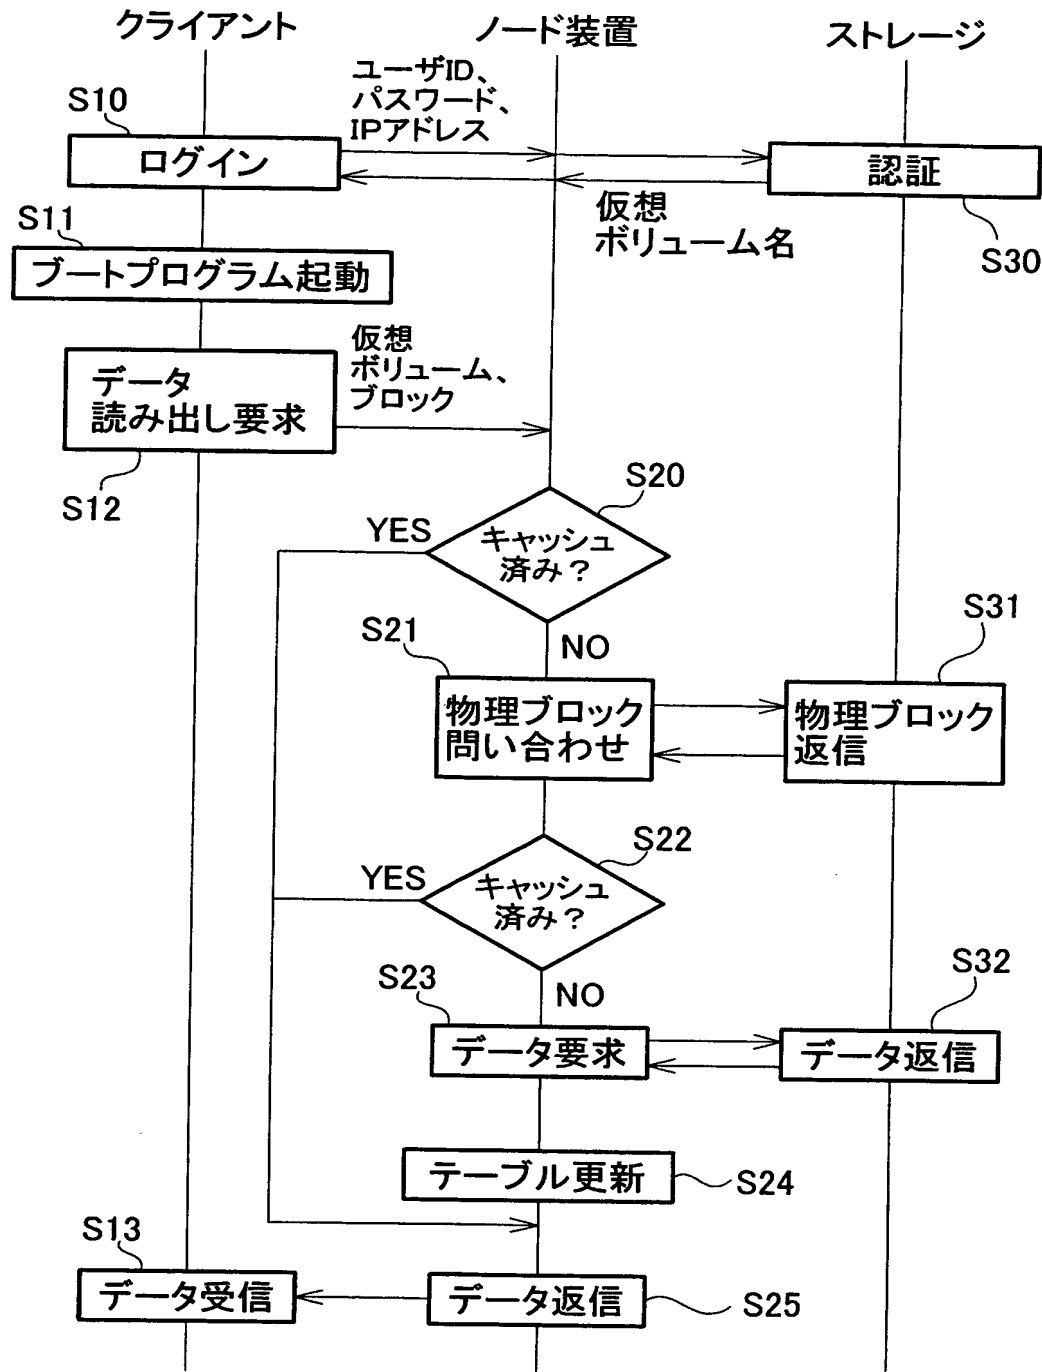 クライアント
ノード装置
ストレージ
ユーザID、
パスワード、
IPアドレス
S10
ログイン
認証
仮想
ボリューム名
S30
S11
ブートプログラム起動
仮想
ボリューム、
ブロック
データ
読み出し要求
S12
S20
YES
キャッシュ
済み？
NO
S21
S31
物理ブロック
問い合わせ
物理ブロック
返信
S22
YES
キャッシュ
済み？
NO
S23
S32
データ要求
データ返信
テーブル更新
S24
S13
データ受信
データ返信
S25